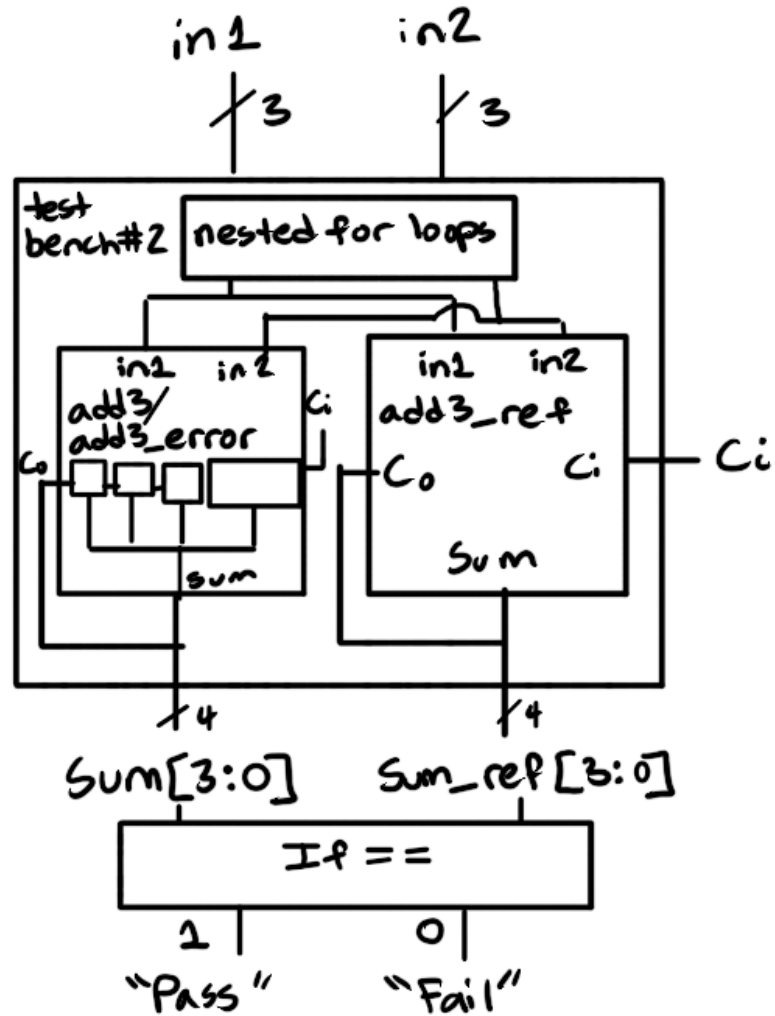 in1
in2
3
3
test
bench#2
nested for loops
in1
in2
in1
in2
add3/
add3_error
Ci
add3_ref
Co
Co
Ci
Ci
sum
Sum
4
4
Sum[3:0]
Sum_ref[3:0]
If ==
1
0
"Pass"
"Fail"